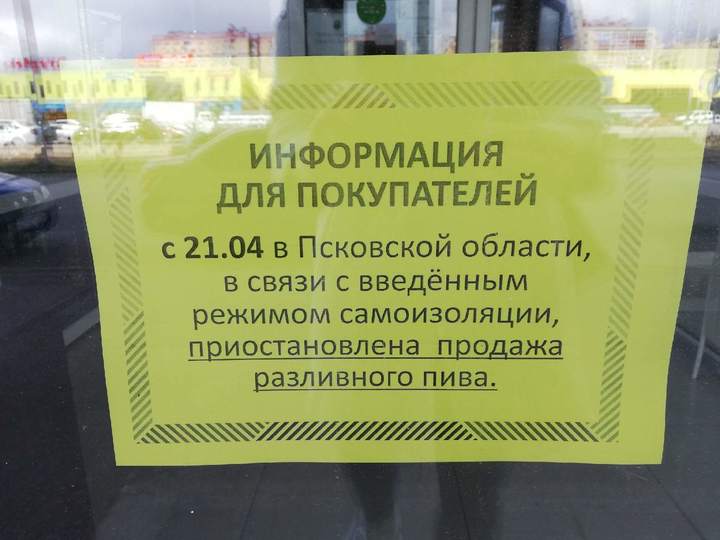 ИНФОРМАЦИЯ
ДЛЯ ПОКУПАТЕЛЕЙ
с 21.04 в Псковской области,
в связи с введённым
режимом самоизоляции,
приостановлена продажа
разливного пива.